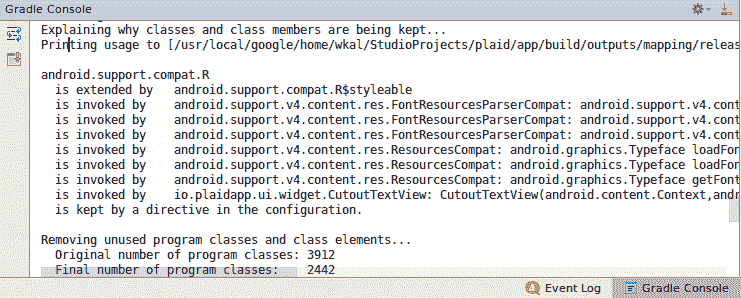 Gradle Console
Explaining why classes and class members are being kept...
Printing usage to [/usr/local/google/home/wkal/StudioProjects/plaid/app/build/outputs/mapping/releas
android.support.compat.R
is extended by android.support.compat.R$styleable
is invoked by android.support.v4.content.res.FontResourcesParserCompat: android.support.v4.cont
is invoked by android.support.v4.content.res.FontResourcesParserCompat: android.support.v4.cont
is invoked by android.support.v4.content.res.FontResourcesParserCompat: android.support.v4.cont
is invoked by android.support.v4.content.res.ResourcesCompat: android.graphics.Typeface loadFon
is invoked by android.support.v4.content.res.ResourcesCompat: android.graphics.Typeface loadFon
is invoked by android.support.v4.content.res.ResourcesCompat: android.graphics.Typeface getFont
is invoked by io.plaidapp.ui.widget.CutoutTextView: CutoutTextView(android.content.Context,andr
is kept by a directive in the configuration.
Removing unused program classes and class elements...
Original number of program classes: 3912
Final number of program classes: 2442
Event Log
Gradle Console